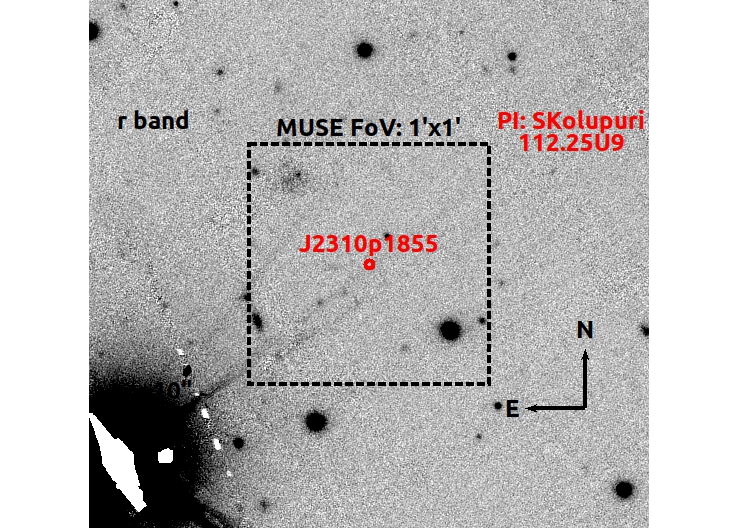 r band
MUSE FoV: 1'x1'
PI: SKolupuri
112.25U9
J2310p1855
N
E